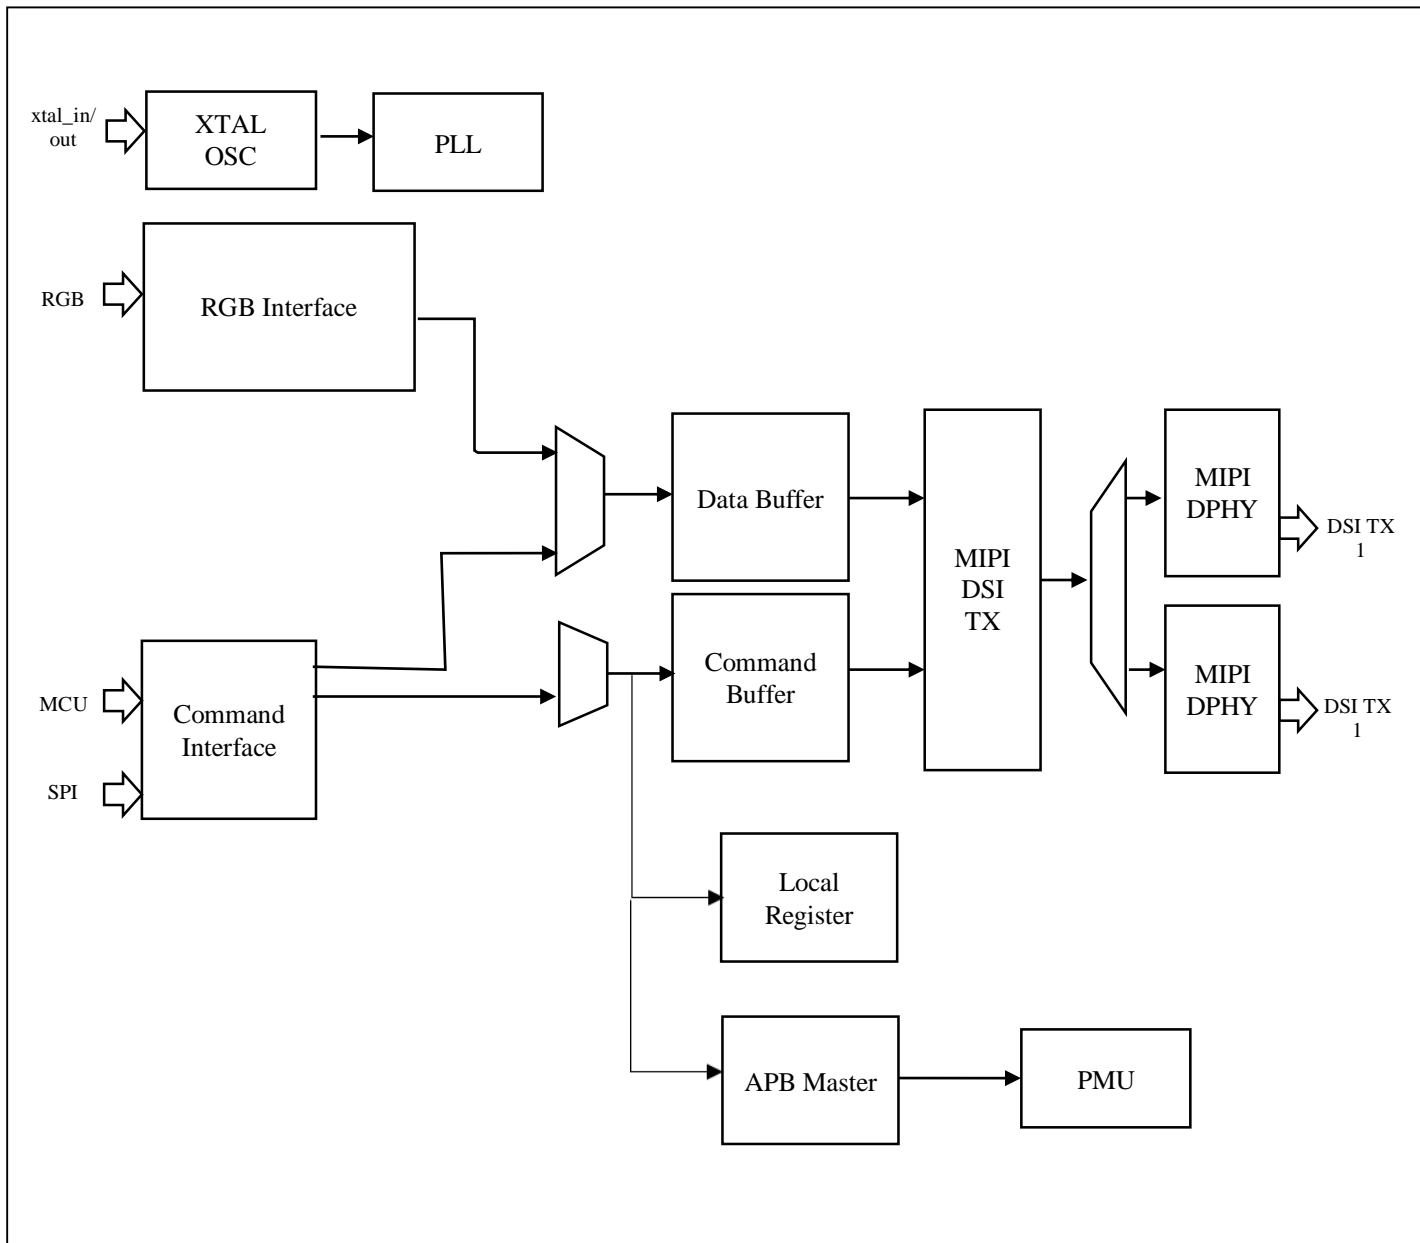 xtal_in/
out
XTAL
OSC
PLL
RGB
RGB Interface
Data Buffer
MIPI
DSI
TX
MIPI
DPHY
DSI TX
1
MCU
SPI
Command
Interface
Command
Buffer
MIPI
DPHY
DSI TX
1
Local
Register
APB Master
PMU